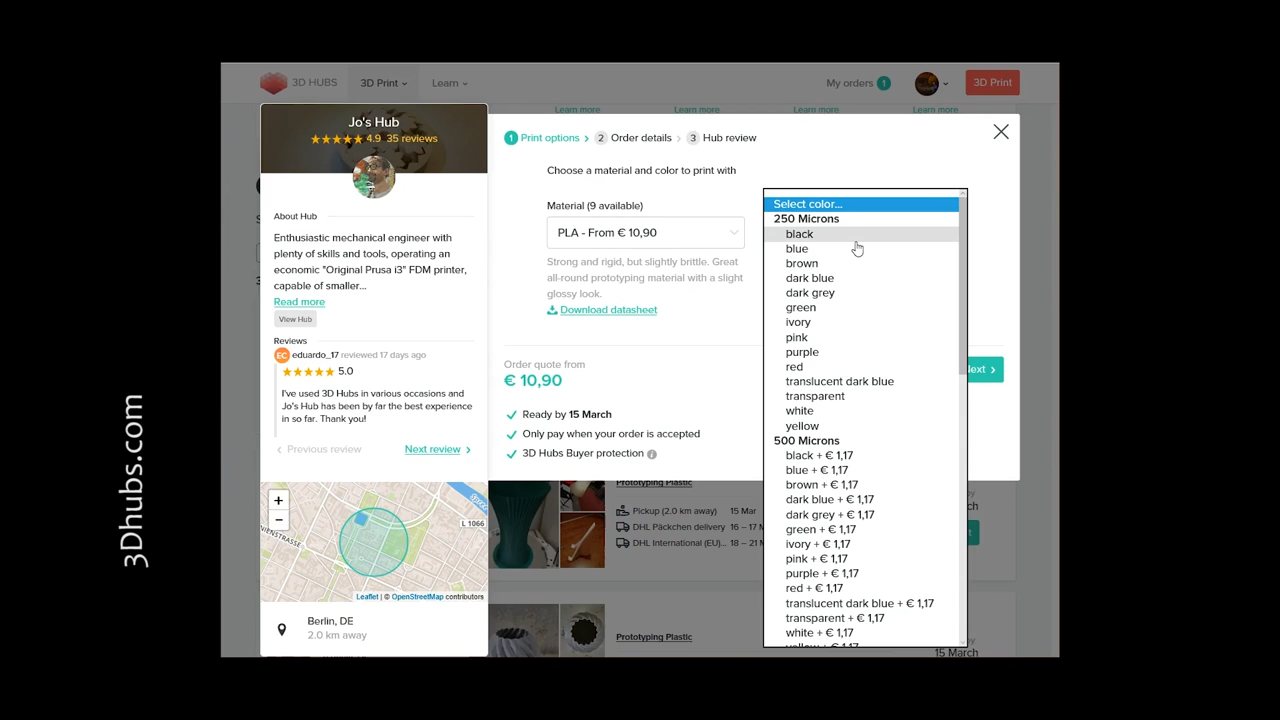 3Dhubs.com
3D HUBS
3D Print
Learn
My orders 1
3D Print
Learn more
Learn more
Learn more
Learn more
Jo's Hub
4.9 35 reviews
About Hub
Enthusiastic mechanical engineer with
plenty of skills and tools, operating an
economic "Original Prusa i3" FDM printer,
capable of smaller...
Read more
View Hub
Reviews
EC eduardo_17 reviewed 17 days ago
5.0
I've used 3D Hubs in various occasions and
Jo's Hub has been by far the best experience
in so far. Thank you!
Previous review
Next review
+
−
L 1066
Leaflet | © OpenStreetMap contributors
Berlin, DE
2.0 km away
1 Print options
2 Order details
3 Hub review
Choose a material and color to print with
Material (9 available)
PLA - From € 10,90
Strong and rigid, but slightly brittle. Great
all-round prototyping material with a slight
glossy look.
Download datasheet
Order quote from
€ 10,90
Ready by 15 March
Only pay when your order is accepted
3D Hubs Buyer protection
Select color...
250 Microns
black
blue
brown
dark blue
dark grey
green
ivory
pink
purple
red
translucent dark blue
transparent
white
yellow
500 Microns
black + € 1,17
blue + € 1,17
brown + € 1,17
dark blue + € 1,17
dark grey + € 1,17
green + € 1,17
ivory + € 1,17
pink + € 1,17
purple + € 1,17
red + € 1,17
translucent dark blue + € 1,17
transparent + € 1,17
white + € 1,17
yellow + € 1,17
Next
Prototyping Plastic
Pickup (2.0 km away) 15 Mar
DHL Päckchen delivery 16 – 17 M
DHL International (EU)... 18 – 21 M
Prototyping Plastic
15 March